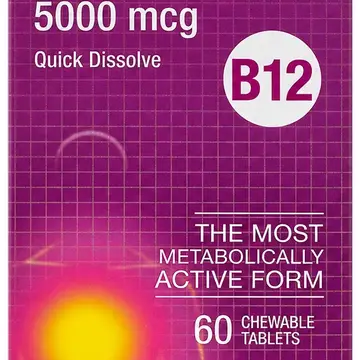 5000 mcg
Quick Dissolve
B12
THE MOST
METABOLICALLY
ACTIVE FORM
60 CHEWABLE
TABLETS